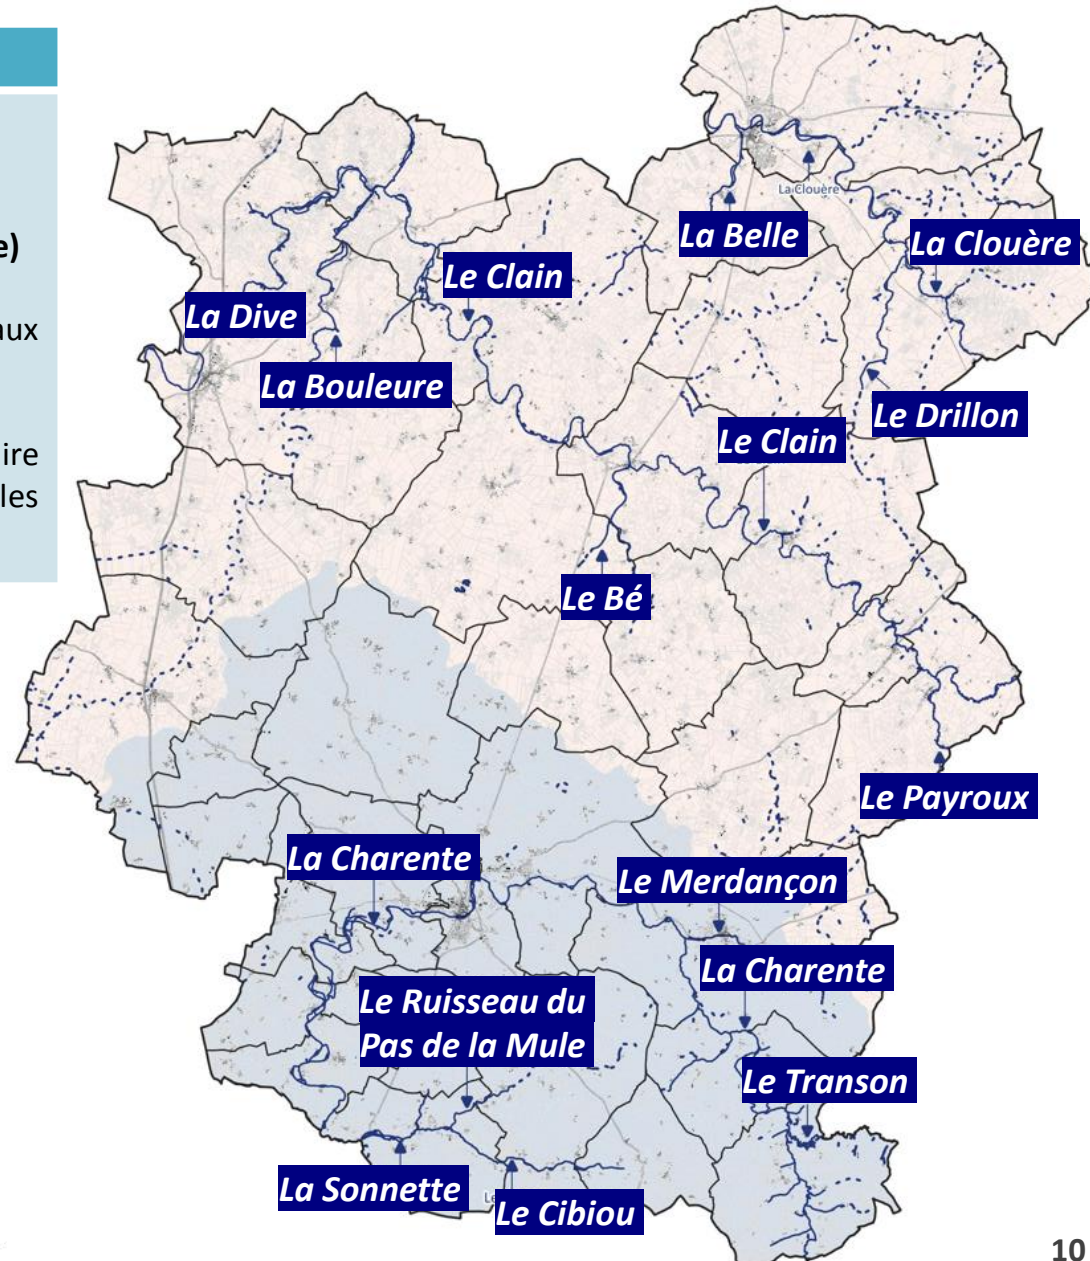 e)
aux
ire
les
La Clouère
La Belle
La Clouère
Le Clain
La Dive
La Bouleure
Le Drillon
Le Clain
Le Bé
Le Payroux
La Charente
Le Merdançon
La Charente
Le Ruisseau du
Pas de la Mule
Le Transon
La Sonnette
Le
Le Cibiou
10